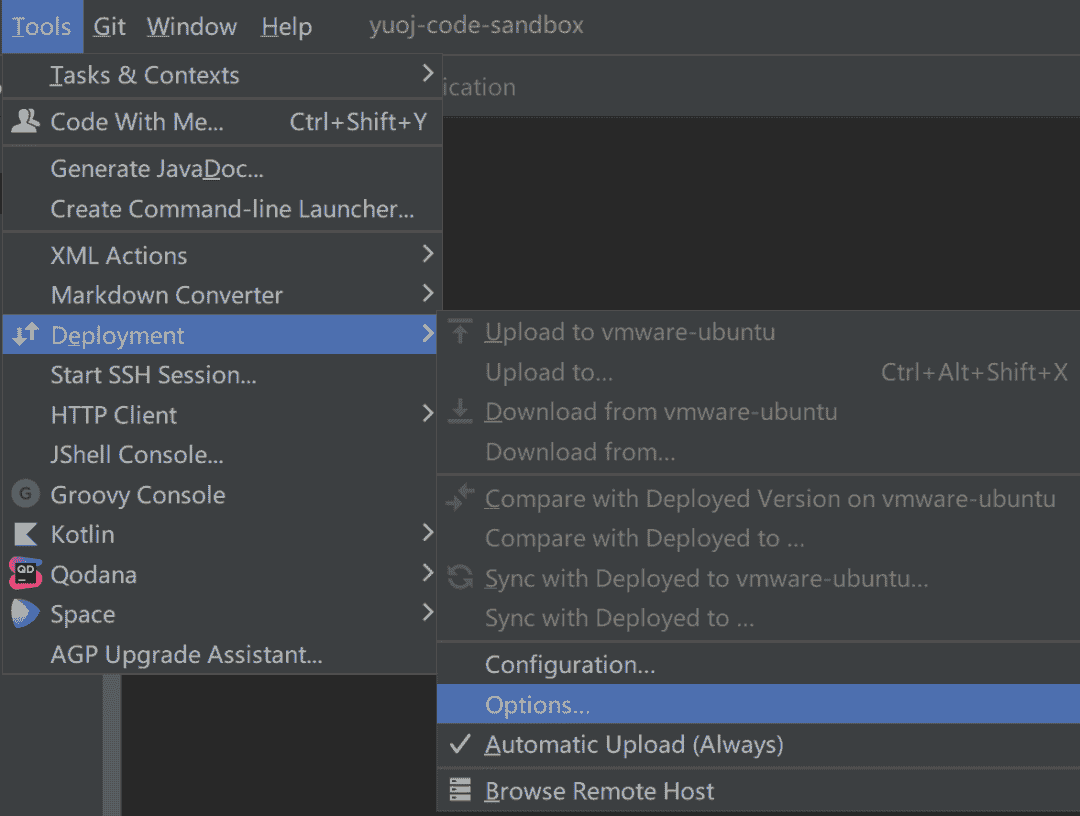 Tools Git Window Help yuoj-code-sandbox
Tasks & Contexts
ication
Code With Me... Ctrl+Shift+Y
Generate JavaDoc...
Create Command-line Launcher...
XML Actions
Markdown Converter
Deployment
Start SSH Session...
HTTP Client
JShell Console...
G Groovy Console
Kotlin
QD Qodana
Space
AGP Upgrade Assistant...
Upload to vmware-ubuntu
Upload to... Ctrl+Alt+Shift+X
Download from vmware-ubuntu
Download from...
Compare with Deployed Version on vmware-ubuntu
Compare with Deployed to ...
Sync with Deployed to vmware-ubuntu...
Sync with Deployed to ...
Configuration...
Options...
Automatic Upload (Always)
Browse Remote Host